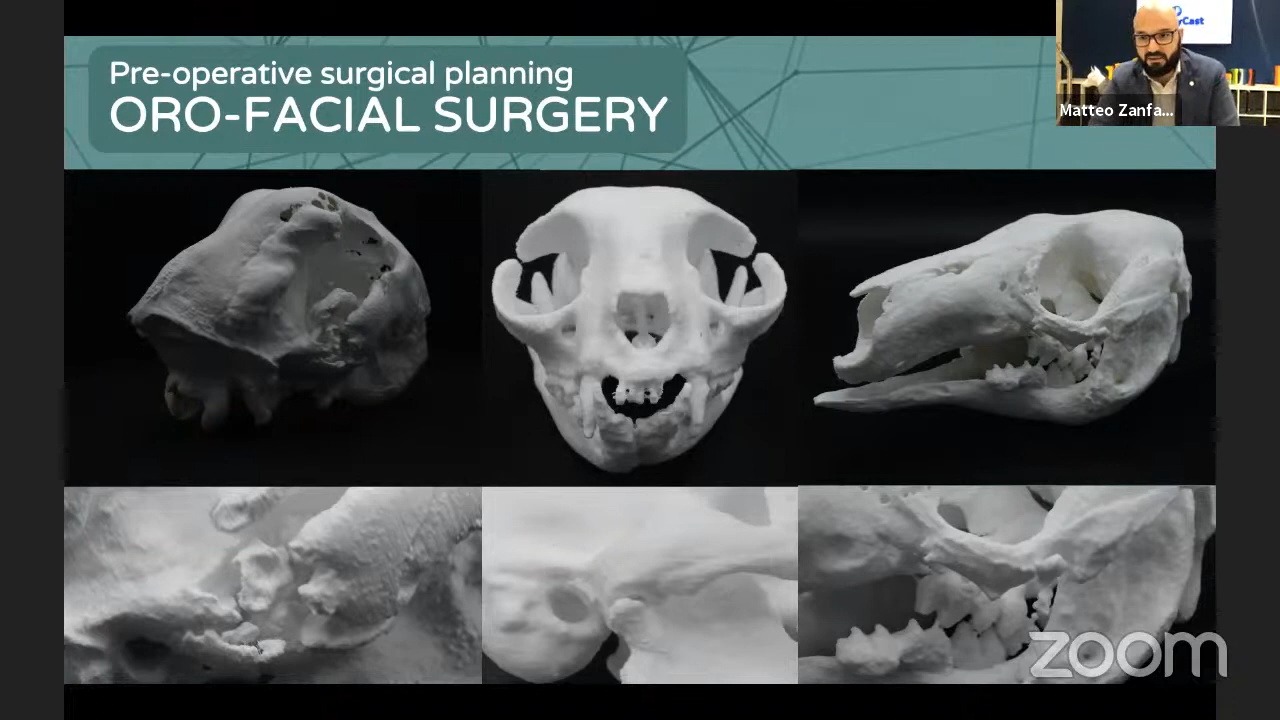 Pre-operative surgical planning
ORO-FACIAL SURGERY
Matteo Zanfa...
zoom